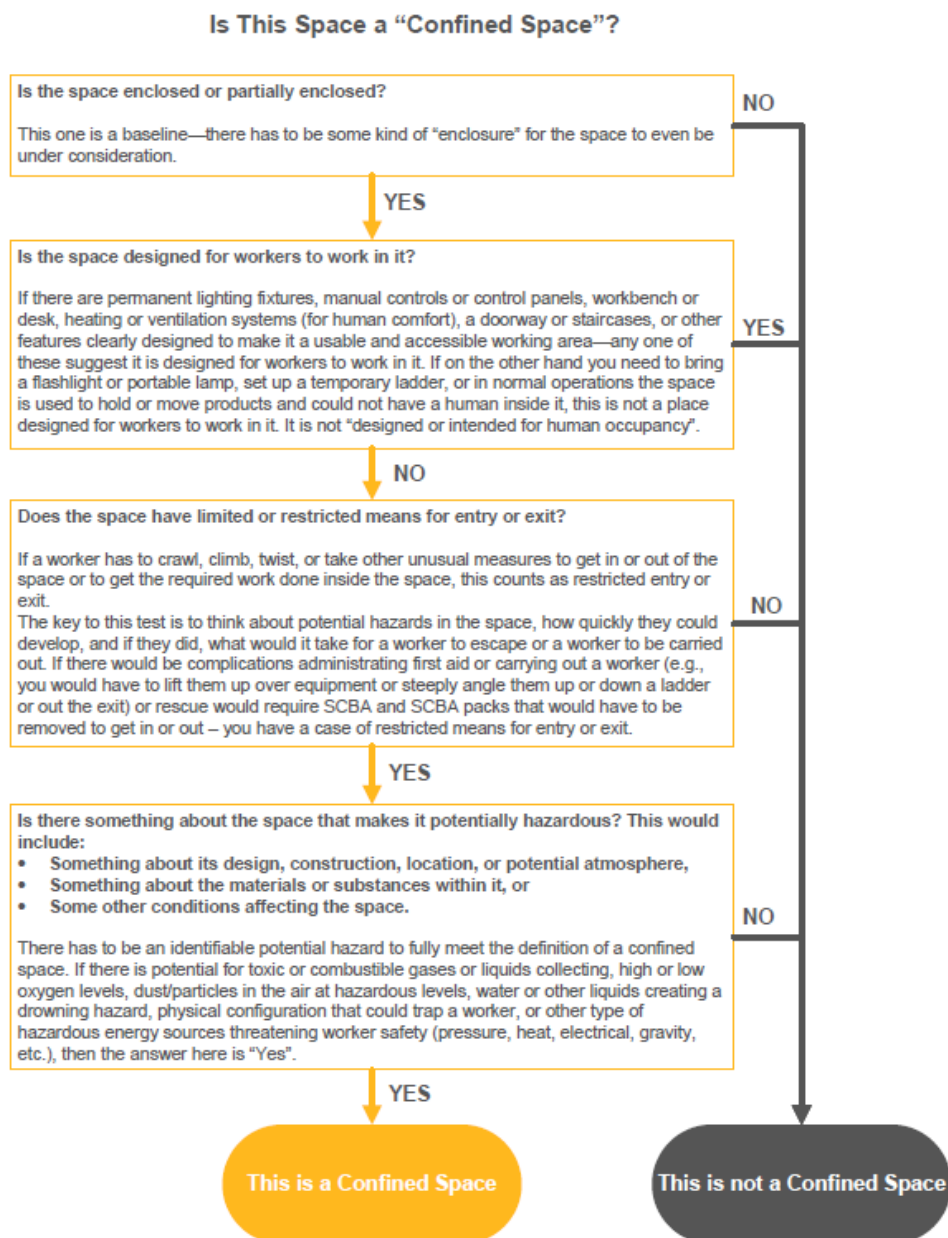 Is This Space a “Confined Space”?
Is the space enclosed or partially enclosed?
This one is a baseline—there has to be some kind of “enclosure” for the space to even be
under consideration.
NO
YES
Is the space designed for workers to work in it?
If there are permanent lighting fixtures, manual controls or control panels, workbench or
desk, heating or ventilation systems (for human comfort), a doorway or staircases, or other
features clearly designed to make it a usable and accessible working area—any one of
these suggest it is designed for workers to work in it. If on the other hand you need to bring
a flashlight or portable lamp, set up a temporary ladder, or in normal operations the space
is used to hold or move products and could not have a human inside it, this is not a place
designed for workers to work in it. It is not “designed or intended for human occupancy”.
YES
NO
Does the space have limited or restricted means for entry or exit?
If a worker has to crawl, climb, twist, or take other unusual measures to get in or out of the
space or to get the required work done inside the space, this counts as restricted entry or
exit.
The key to this test is to think about potential hazards in the space, how quickly they could
develop, and if they did, what would it take for a worker to escape or a worker to be carried
out. If there would be complications administrating first aid or carrying out a worker (e.g.,
you would have to lift them up over equipment or steeply angle them up or down a ladder
or out the exit) or rescue would require SCBA and SCBA packs that would have to be
removed to get in or out – you have a case of restricted means for entry or exit.
NO
YES
Is there something about the space that makes it potentially hazardous? This would
include:
• Something about its design, construction, location, or potential atmosphere,
• Something about the materials or substances within it, or
• Some other conditions affecting the space.
There has to be an identifiable potential hazard to fully meet the definition of a confined
space. If there is potential for toxic or combustible gases or liquids collecting, high or low
oxygen levels, dust/particles in the air at hazardous levels, water or other liquids creating a
drowning hazard, physical configuration that could trap a worker, or other type of
hazardous energy sources threatening worker safety (pressure, heat, electrical, gravity,
etc.), then the answer here is “Yes”.
NO
YES
This is a Confined Space
This is not a Confined Space